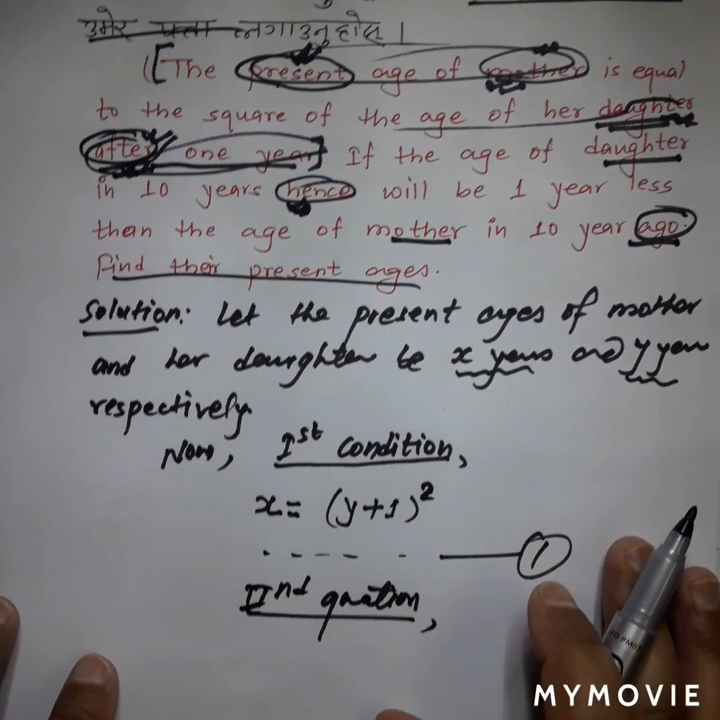 उमेर पत्ता लगाउनुहोस् ।
([The present age of mother is equal
to the square of the age of her daughter
after one year] If the age of daughter
in 10 years hence will be 1 year less
than the age of mother in 10 year ago.
Find their present ages.
Solution: Let the present ages of mother
and her daughter be x years and y years
respectively
Now, Ist condition,
x = (y+1)²
. - - - - ——— 1
IInd quation,
10-PM0
MYMOVIE